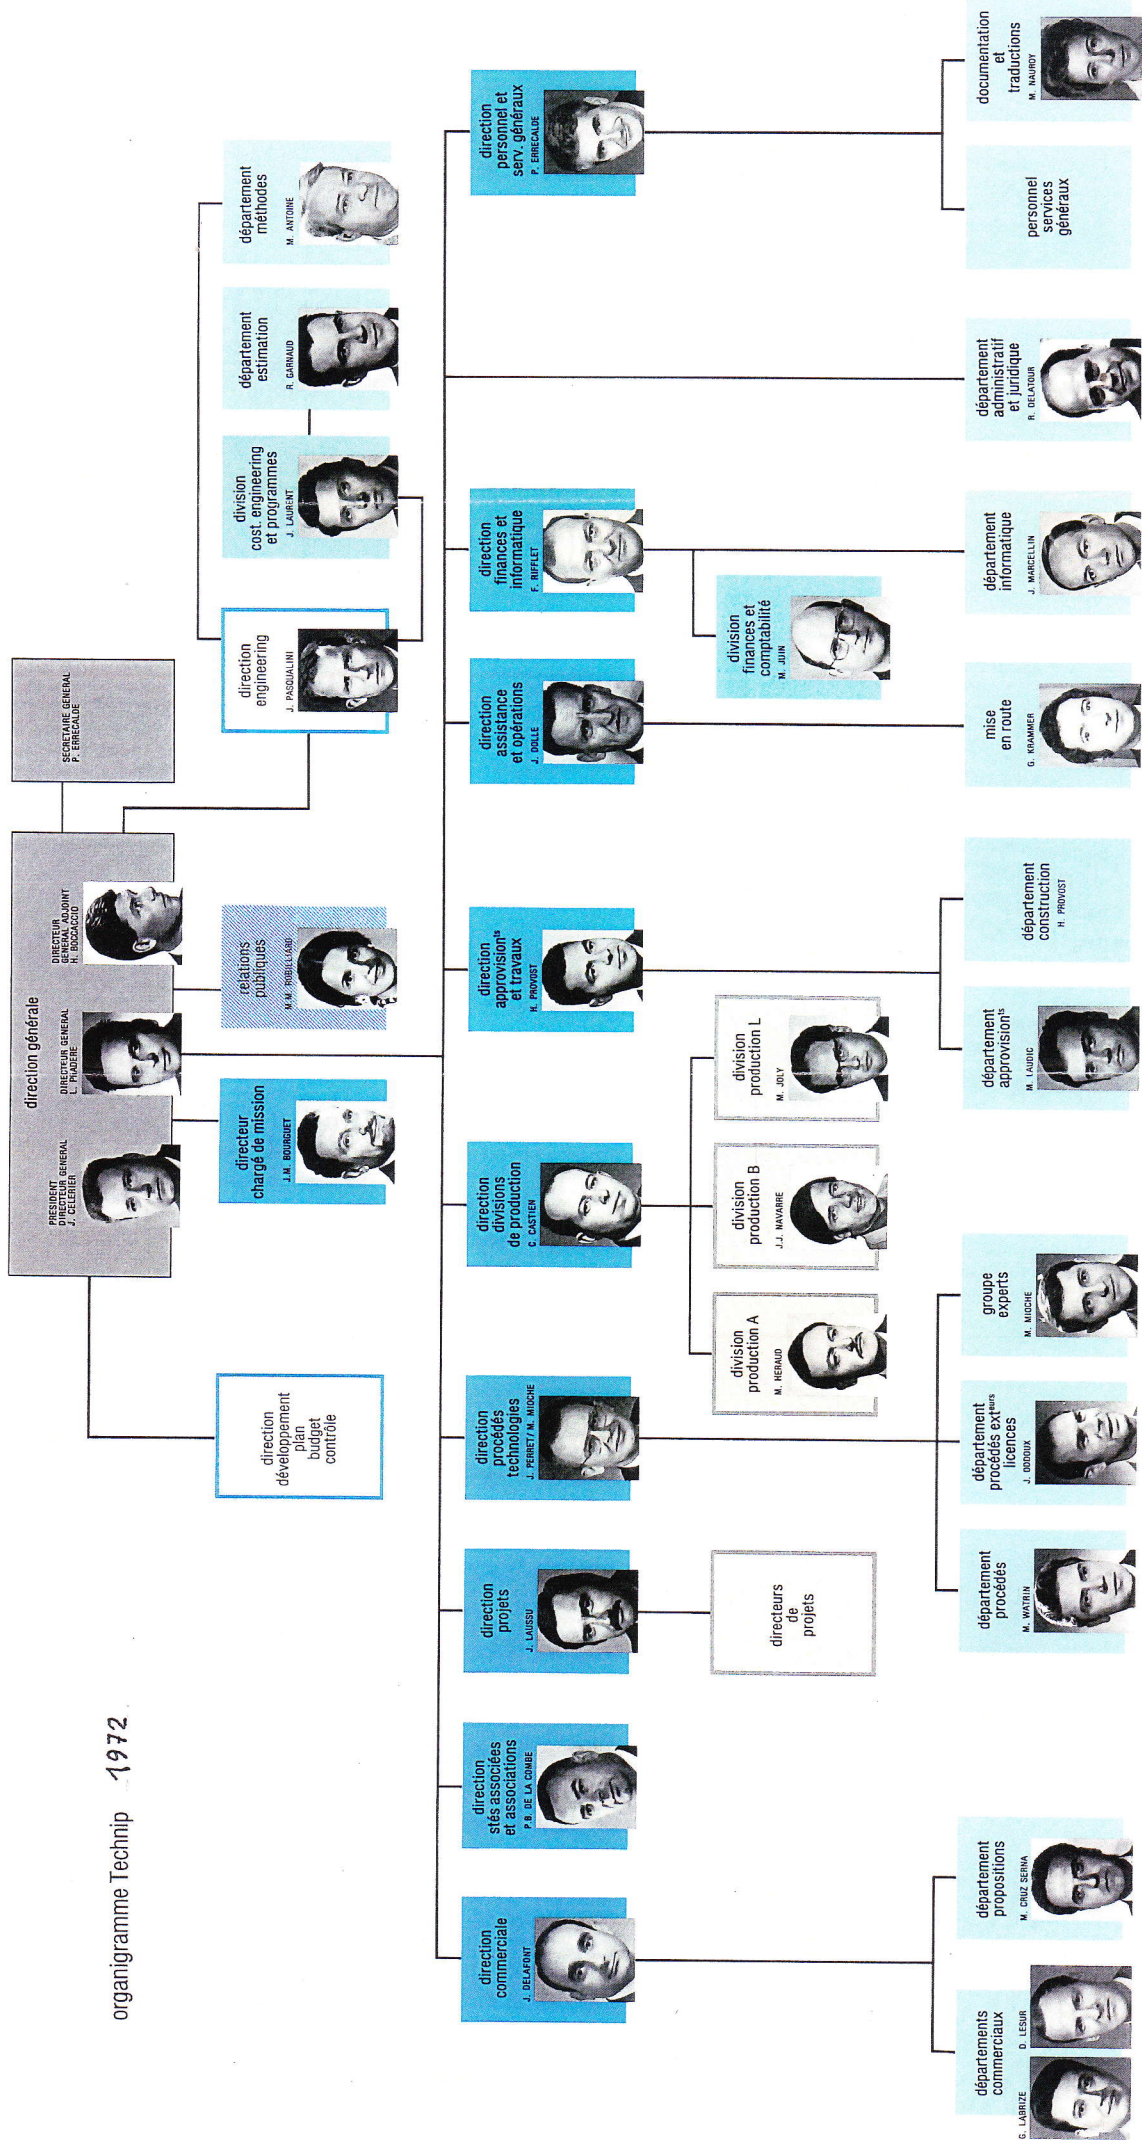 organigramme Technip 1972
direction générale
PRESIDENT
DIRECTEUR GENERAL
J. CELERIER
DIRECTEUR GENERAL
DIRECTEUR
GENERAL ADJOINT
H. BOCCACCIO
SECRETAIRE GENERAL
P. ERRECALDE
direction
développement
plan
budget
contrôle
directeur
chargé de mission
J.M. BOURGUET
relations
publiques
M.M. ROBILLIARD
direction
engineering
J. PASQUALINI
division
cost. engineering
et programmes
J. LAURENT
département
estimation
R. GARNAUD
département
méthodes
M. ANTOINE
direction
commerciale
J. DELAFONT
direction
stés associées
et associations
P.B. DE LA COMBE
direction
projets
J. LAUSSU
direction
procédés
technologies
J. PERRET/ M. MIOCHE
direction
divisions
de production
C. CASTIEN
direction
approvisionts
et travaux
H. PROVOST
direction
assistance
et opérations
J. DOLLE
direction
finances et
informatique
F. RIFFLET
direction
personnel et
serv. généraux
P. ERRECALDE
directeurs
de
projets
division
production A
M. HERAUD
division
production B
J.J. NAVARRE
division
production L
M. JOLY
division
finances et
comptabilité
M. JUIN
départements
commerciaux
G. LABRIZE
D. LESUR
département
propositions
M. CRUZ SERNA
département
procédés
M. WATRIN
département
procédés exteurs
licences
J. ODDOUX
groupe
experts
M. MIOCHE
département
approvisionts
M. LAUDIC
département
construction
H. PROVOST
mise
en route
G. KRAMMER
département
informatique
J. MARCELLIN
département
administratif
et juridique
R. DELATOUR
personnel
services
généraux
documentation
et
traductions
M. NAUROY